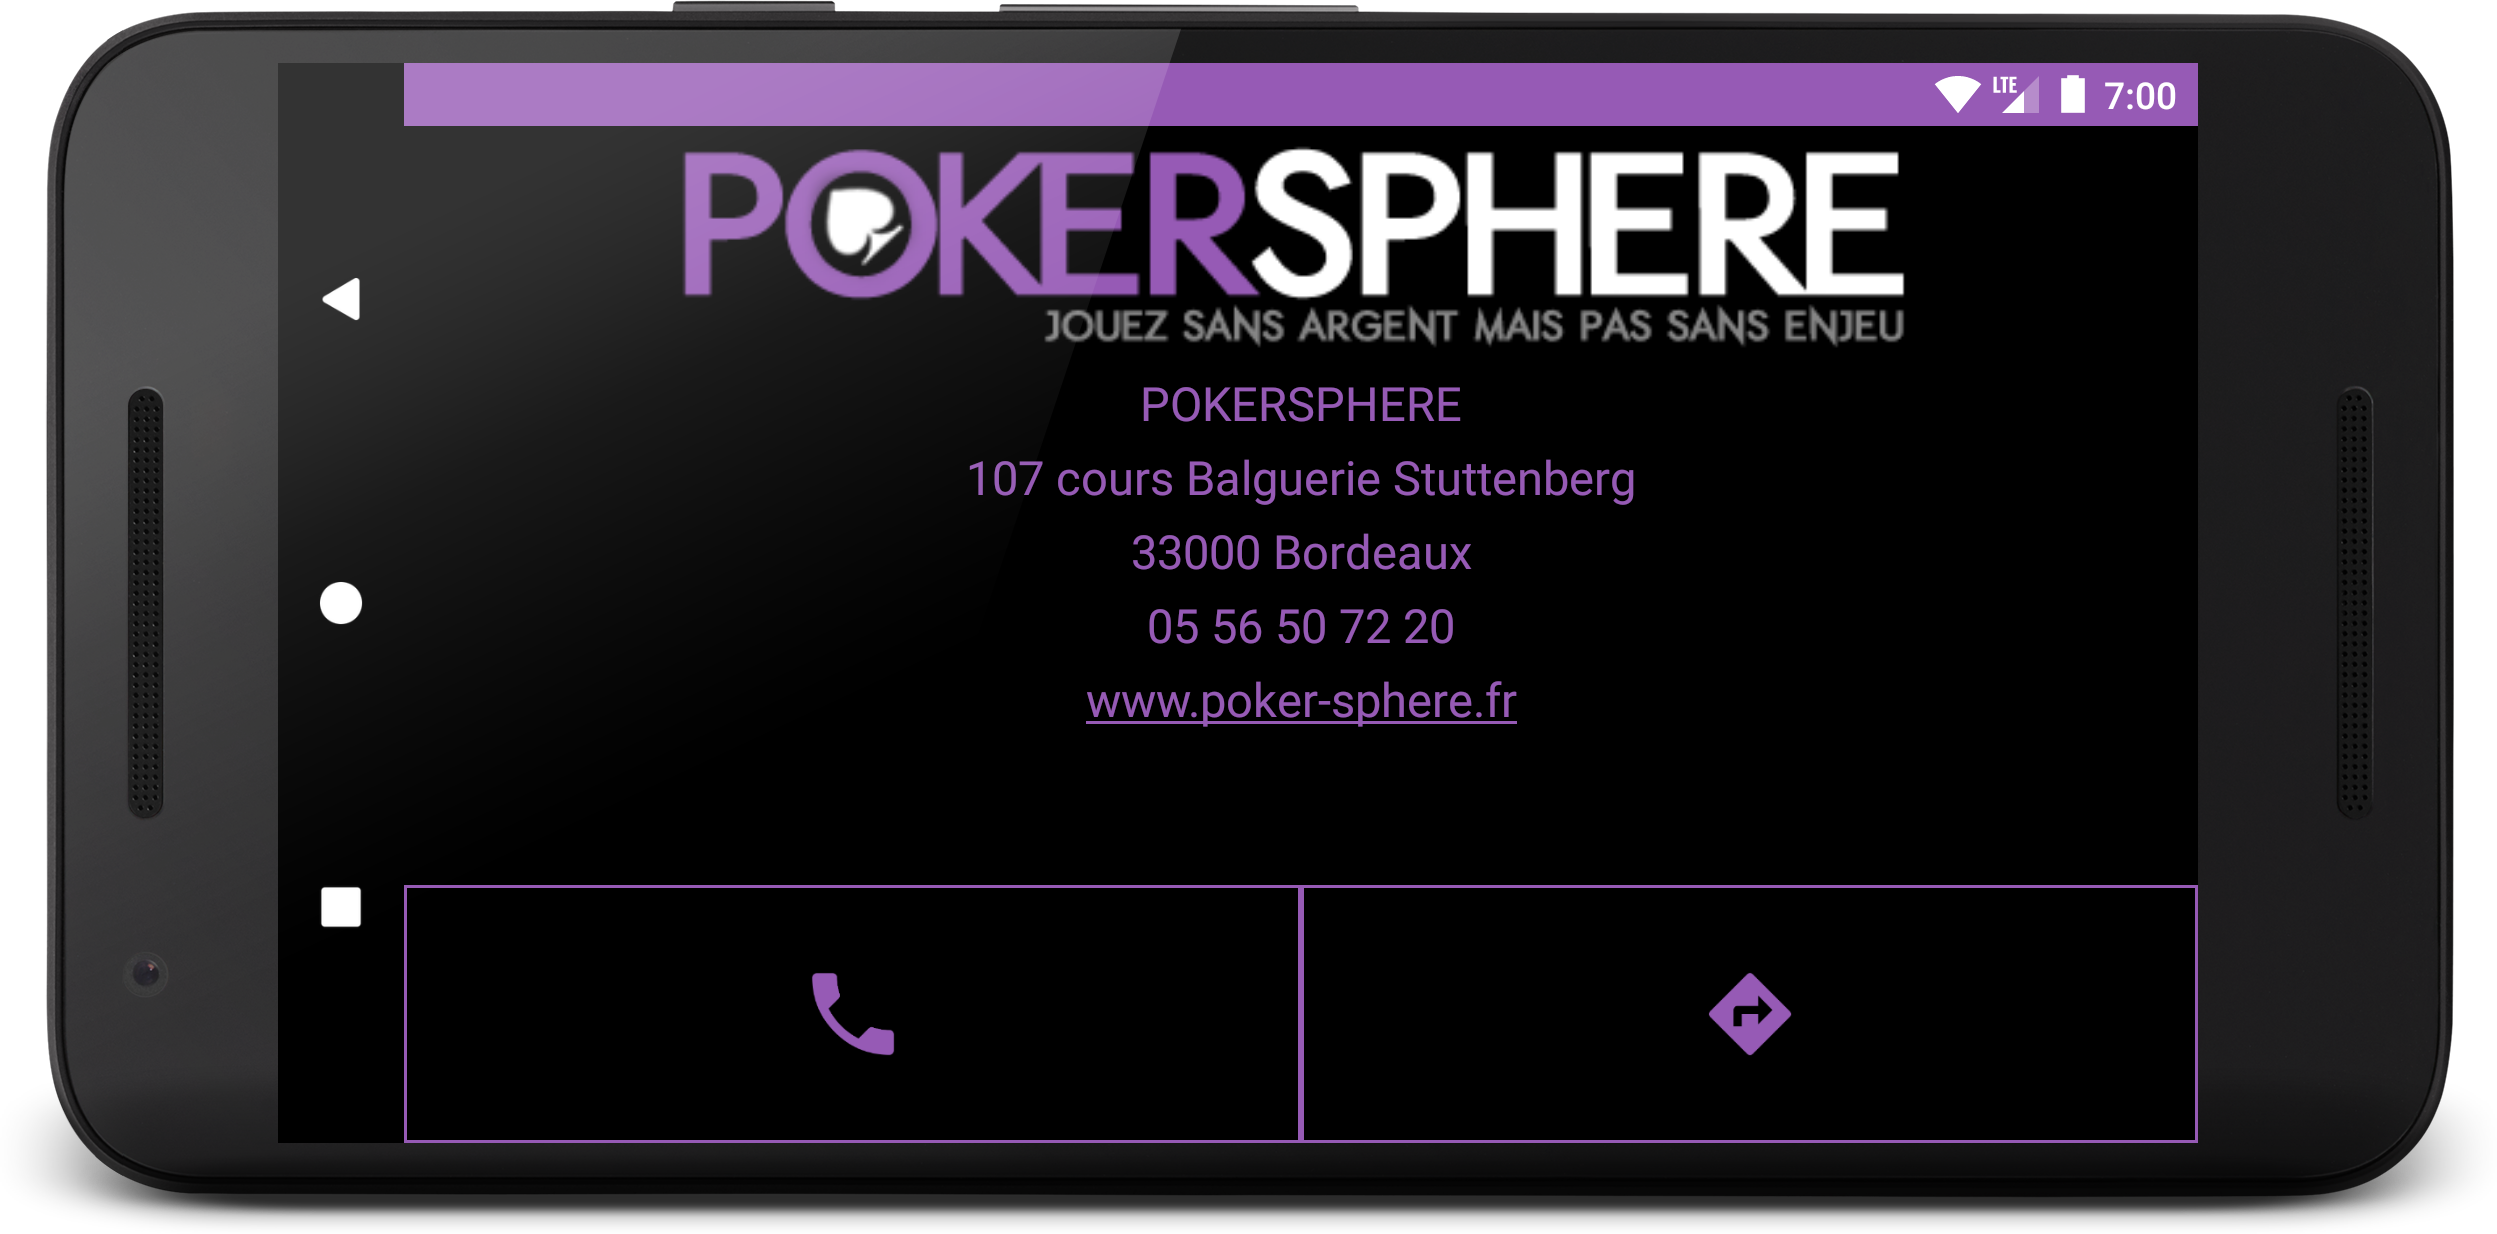 LTE 7:00
POKERSPHERE
JOUEZ SANS ARGENT MAIS PAS SANS ENJEU
POKERSPHERE
107 cours Balguerie Stuttenberg
33000 Bordeaux
05 56 50 72 20
www.poker-sphere.fr